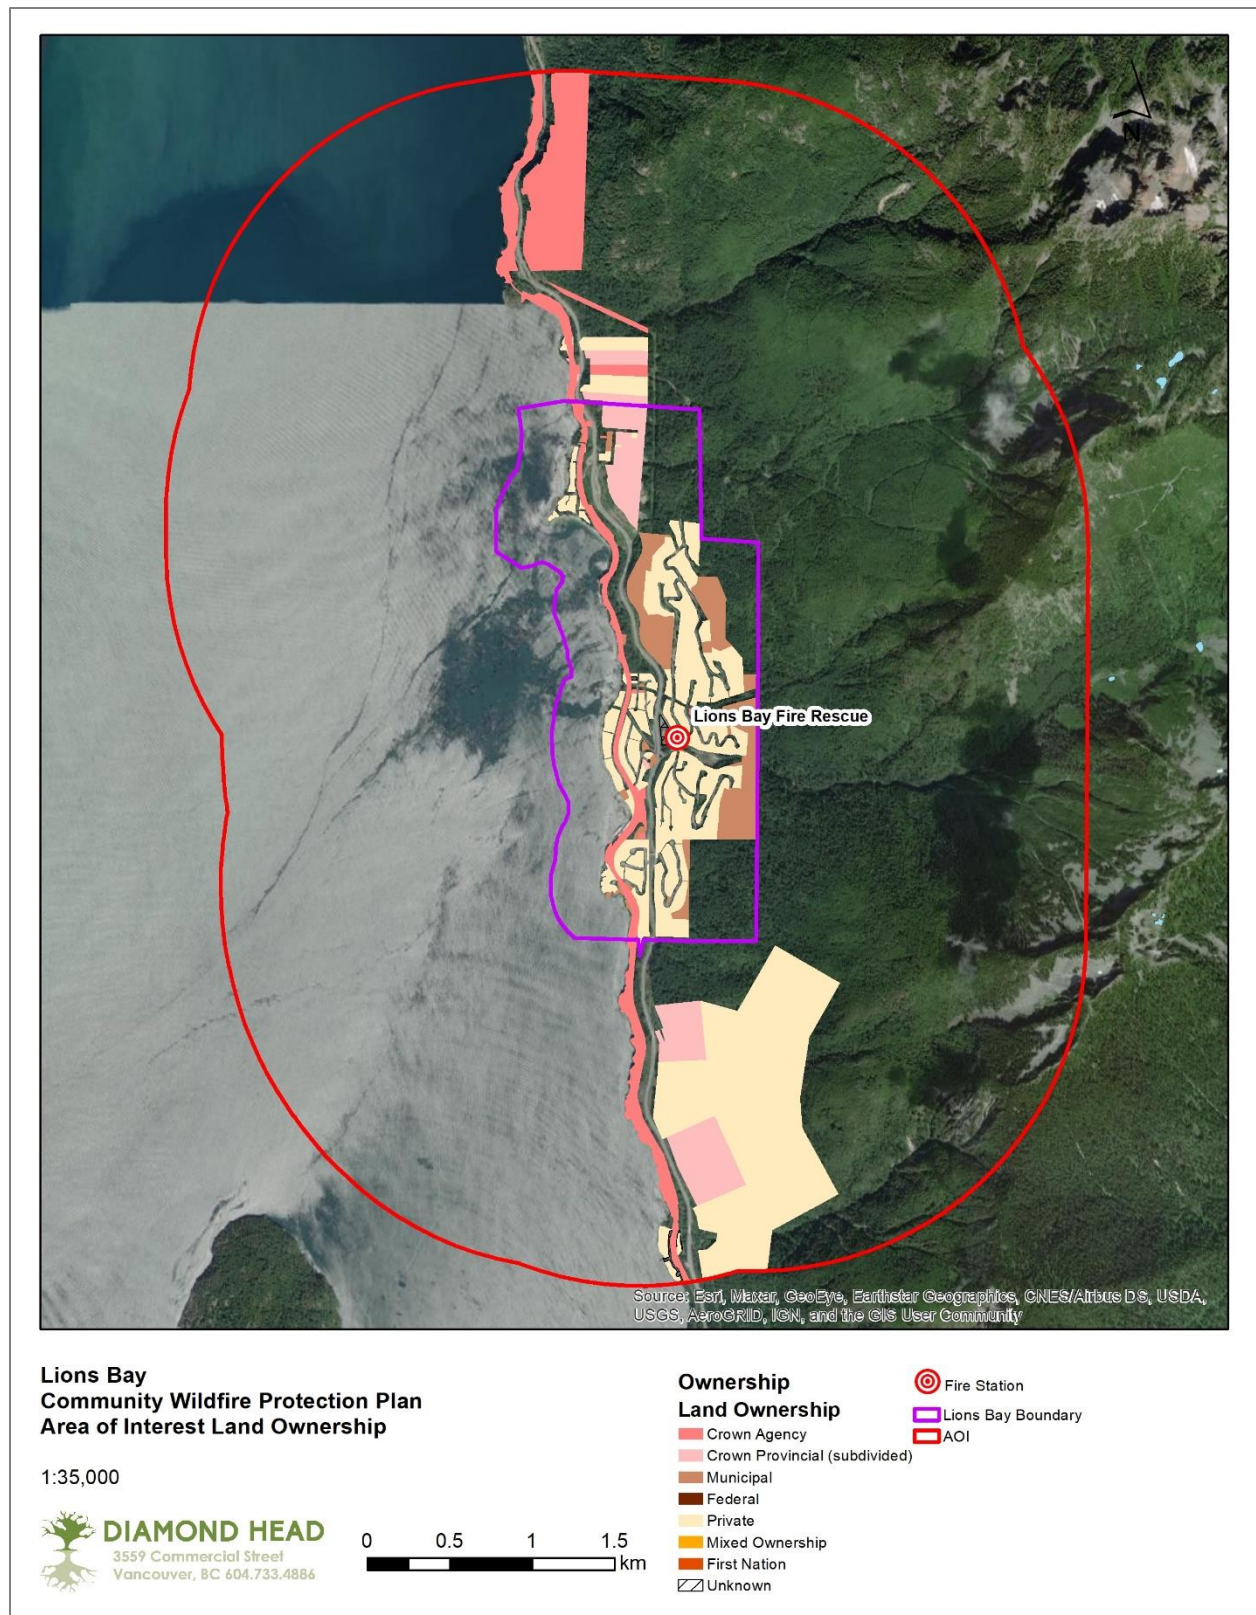 N
Lions Bay Fire Rescue
Source: Esri, Maxar, GeoEye, Earthstar Geographics, CNES/Airbus DS, USDA,
USGS, AeroGRID, IGN, and the GIS User Community
Lions Bay
Community Wildfire Protection Plan
Area of Interest Land Ownership
1:35,000
DIAMOND HEAD
3559 Commercial Street
Vancouver, BC 604.733.4886
0 0.5 1 1.5
km
Ownership
Land Ownership
Crown Agency
Crown Provincial (subdivided)
Municipal
Federal
Private
Mixed Ownership
First Nation
Unknown
Fire Station
Lions Bay Boundary
AOI